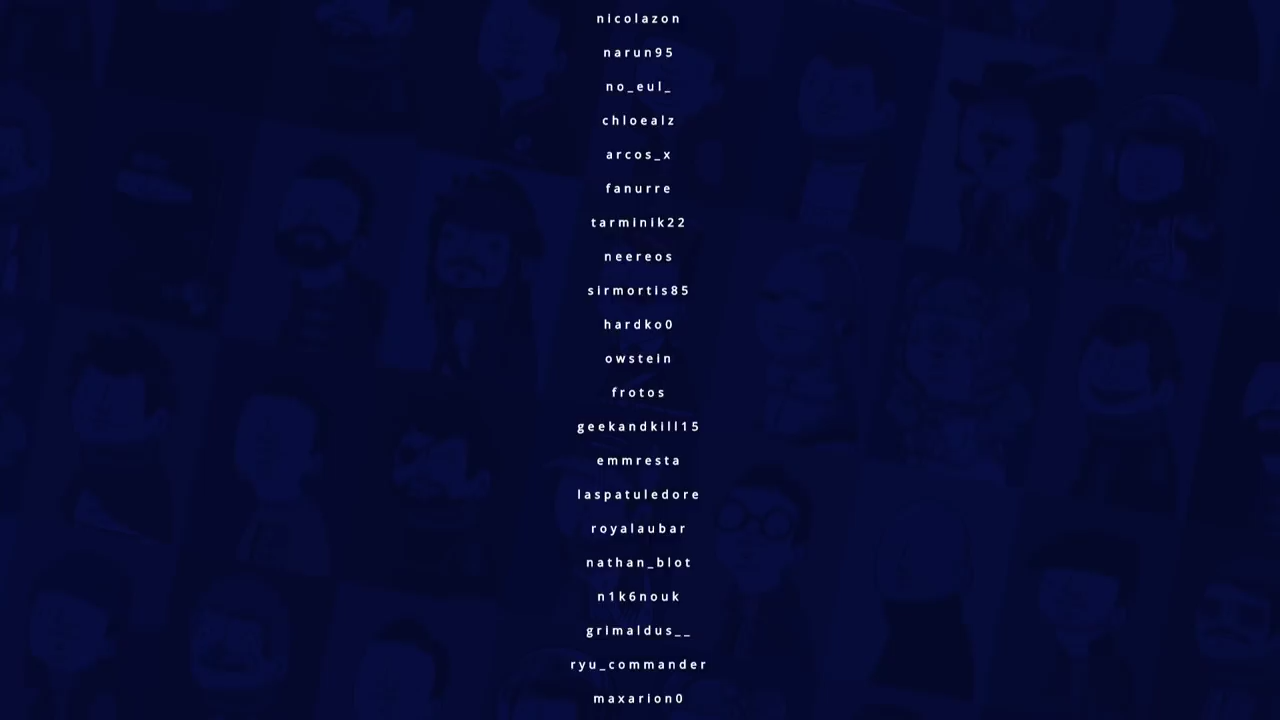 nicolazon
narun95
no_eul_
chloealz
arcos_x
fanurre
tarminik22
neereos
sirmortis85
hardko0
owstein
frotos
geekandkill15
emmresta
laspatuledore
royalaubar
nathan_blot
n1k6nouk
grimaldus__
ryu_commander
maxarion0